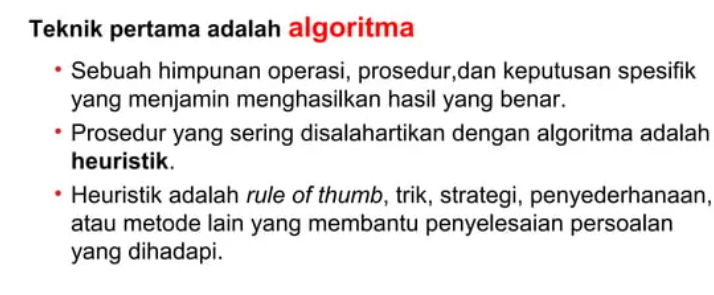 Teknik pertama adalah algoritma
• Sebuah himpunan operasi, prosedur,dan keputusan spesifik
yang menjamin menghasilkan hasil yang benar.
• Prosedur yang sering disalahartikan dengan algoritma adalah
heuristik.
• Heuristik adalah rule of thumb, trik, strategi, penyederhanaan,
atau metode lain yang membantu penyelesaian persoalan
yang dihadapi.